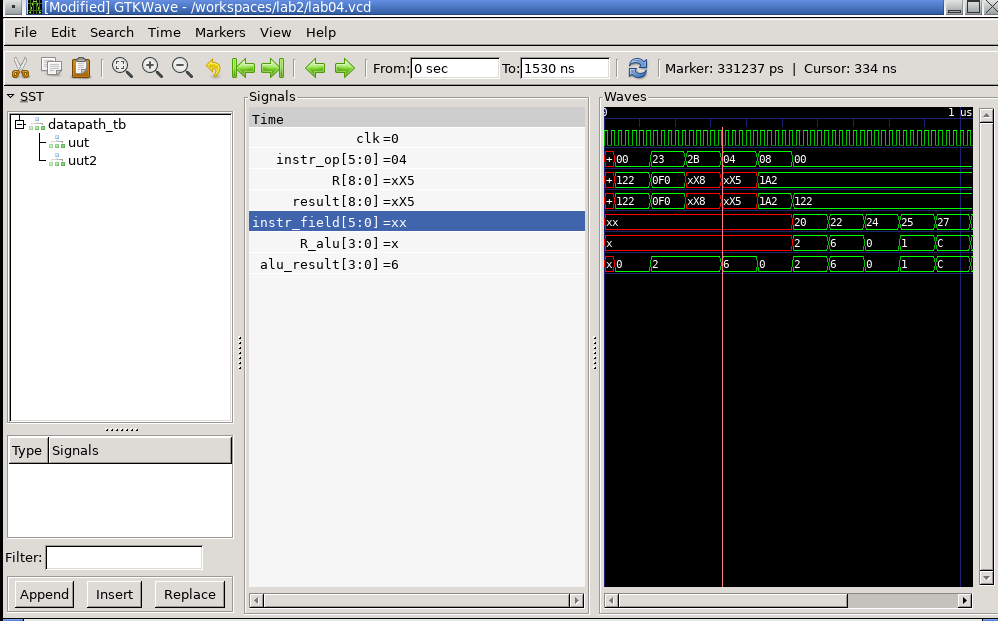 [Modified] GTKWave - /workspaces/lab2/lab04.vcd
File Edit Search Time Markers View Help
From: 0 sec To: 1530 ns Marker: 331237 ps | Cursor: 334 ns
SST
datapath_tb
uut
uut2
Type Signals
Filter:
Append Insert Replace
Signals
Time
clk=0
instr_op[5:0]=04
R[8:0]=xX5
result[8:0]=xX5
instr_field[5:0]=xx
R_alu[3:0]=x
alu_result[3:0]=6
Waves
0 1 us
+ 00 23 2B 04 08 00
+ 122 0F0 xX8 xX5 1A2
+ 122 0F0 xX8 xX5 1A2 122
xx 20 22 24 25 27
x 2 6 0 1 C
x 0 2 6 0 2 6 0 1 C